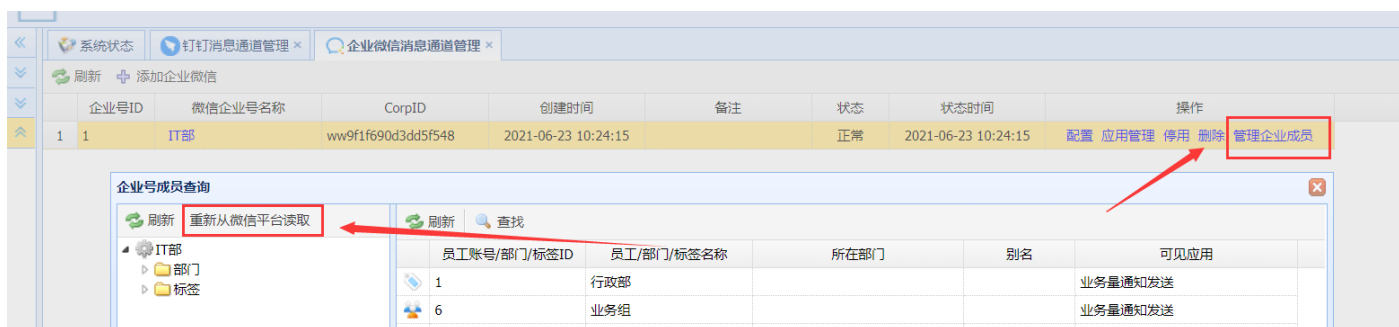 系统状态 钉钉消息通道管理 × 企业微信消息通道管理 ×
刷新 添加企业微信
企业号ID 微信企业号名称 CorpID 创建时间 备注 状态 状态时间 操作
1 1 IT部 ww9f1f690d3dd5f548 2021-06-23 10:24:15 正常 2021-06-23 10:24:15 配置 应用管理 停用 删除 管理企业成员
企业号成员查询
刷新 重新从微信平台读取 刷新 查找
IT部
部门
标签
员工账号/部门/标签ID 员工/部门/标签名称 所在部门 别名 可见应用
1 行政部 业务量通知发送
6 业务组 业务量通知发送